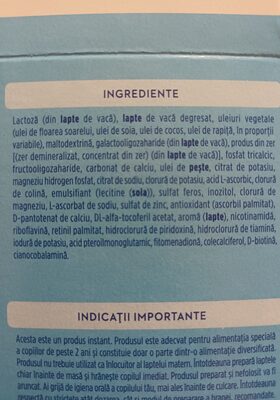 INGREDIENTE
Lactoză (din lapte de vacă), lapte de vacă degresat, uleiuri vegetale
(ulei de floarea soarelui, ulei de soia, ulei de cocos, ulei de rapiță, în proporții
variabile), maltodextrină, galactooligozaharide (din lapte de vacă), produs din zer
[(zer demineralizat, concentrat din zer) (din lapte de vacă)], fosfat tricalcic,
fructooligozaharide, carbonat de calciu, ulei de pește, citrat de potasiu,
magneziu hidrogen fosfat, citrat de sodiu, clorură de potasiu, acid L-ascorbic, clorură
de colină, emulsifiant (lecitine (soia)), sulfat feros, inozitol, clorură de
magneziu, L-ascorbat de sodiu, sulfat de zinc, antioxidant (ascorbil palmitat),
D-pantotenat de calciu, DL-alfa-tocoferil acetat, aromă (lapte), nicotinamidă,
riboflavină, retinil palmitat, hidroclorură de piridoxină, hidroclorură de tiamină,
iodură de potasiu, acid pteroilmonoglutamic, fitomenadionă, colecalciferol, D-biotină,
cianocobalamină.
INDICAȚII IMPORTANTE
Acesta este un produs instant. Produsul este adecvat pentru alimentația specială
a copiilor de peste 2 ani și constituie doar o parte dintr-o alimentație diversificată.
Produsul nu trebuie utilizat ca înlocuitor al laptelui matern. Întotdeauna prepară laptele
chiar înainte de masă și hrănește copilul imediat. Produsul preparat și nefolosit va fi
aruncat. Ai grijă de igiena orală a copilului tău, mai ales înainte de culcare. Întotdeauna